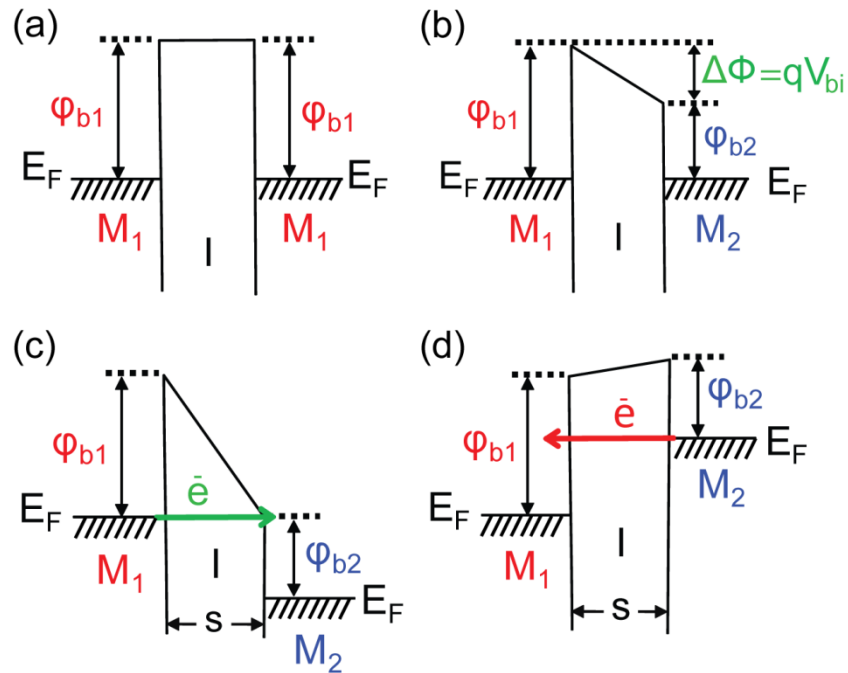 (a)
φb1
φb1
EF
EF
M1
M1
I
(b)
ΔΦ=qVbi
φb1
φb2
EF
EF
M1
M2
I
(c)
φb1
ē
EF
φb2
M1
I
EF
s
M2
(d)
φb2
ē
φb1
EF
M2
EF
M1
I
s